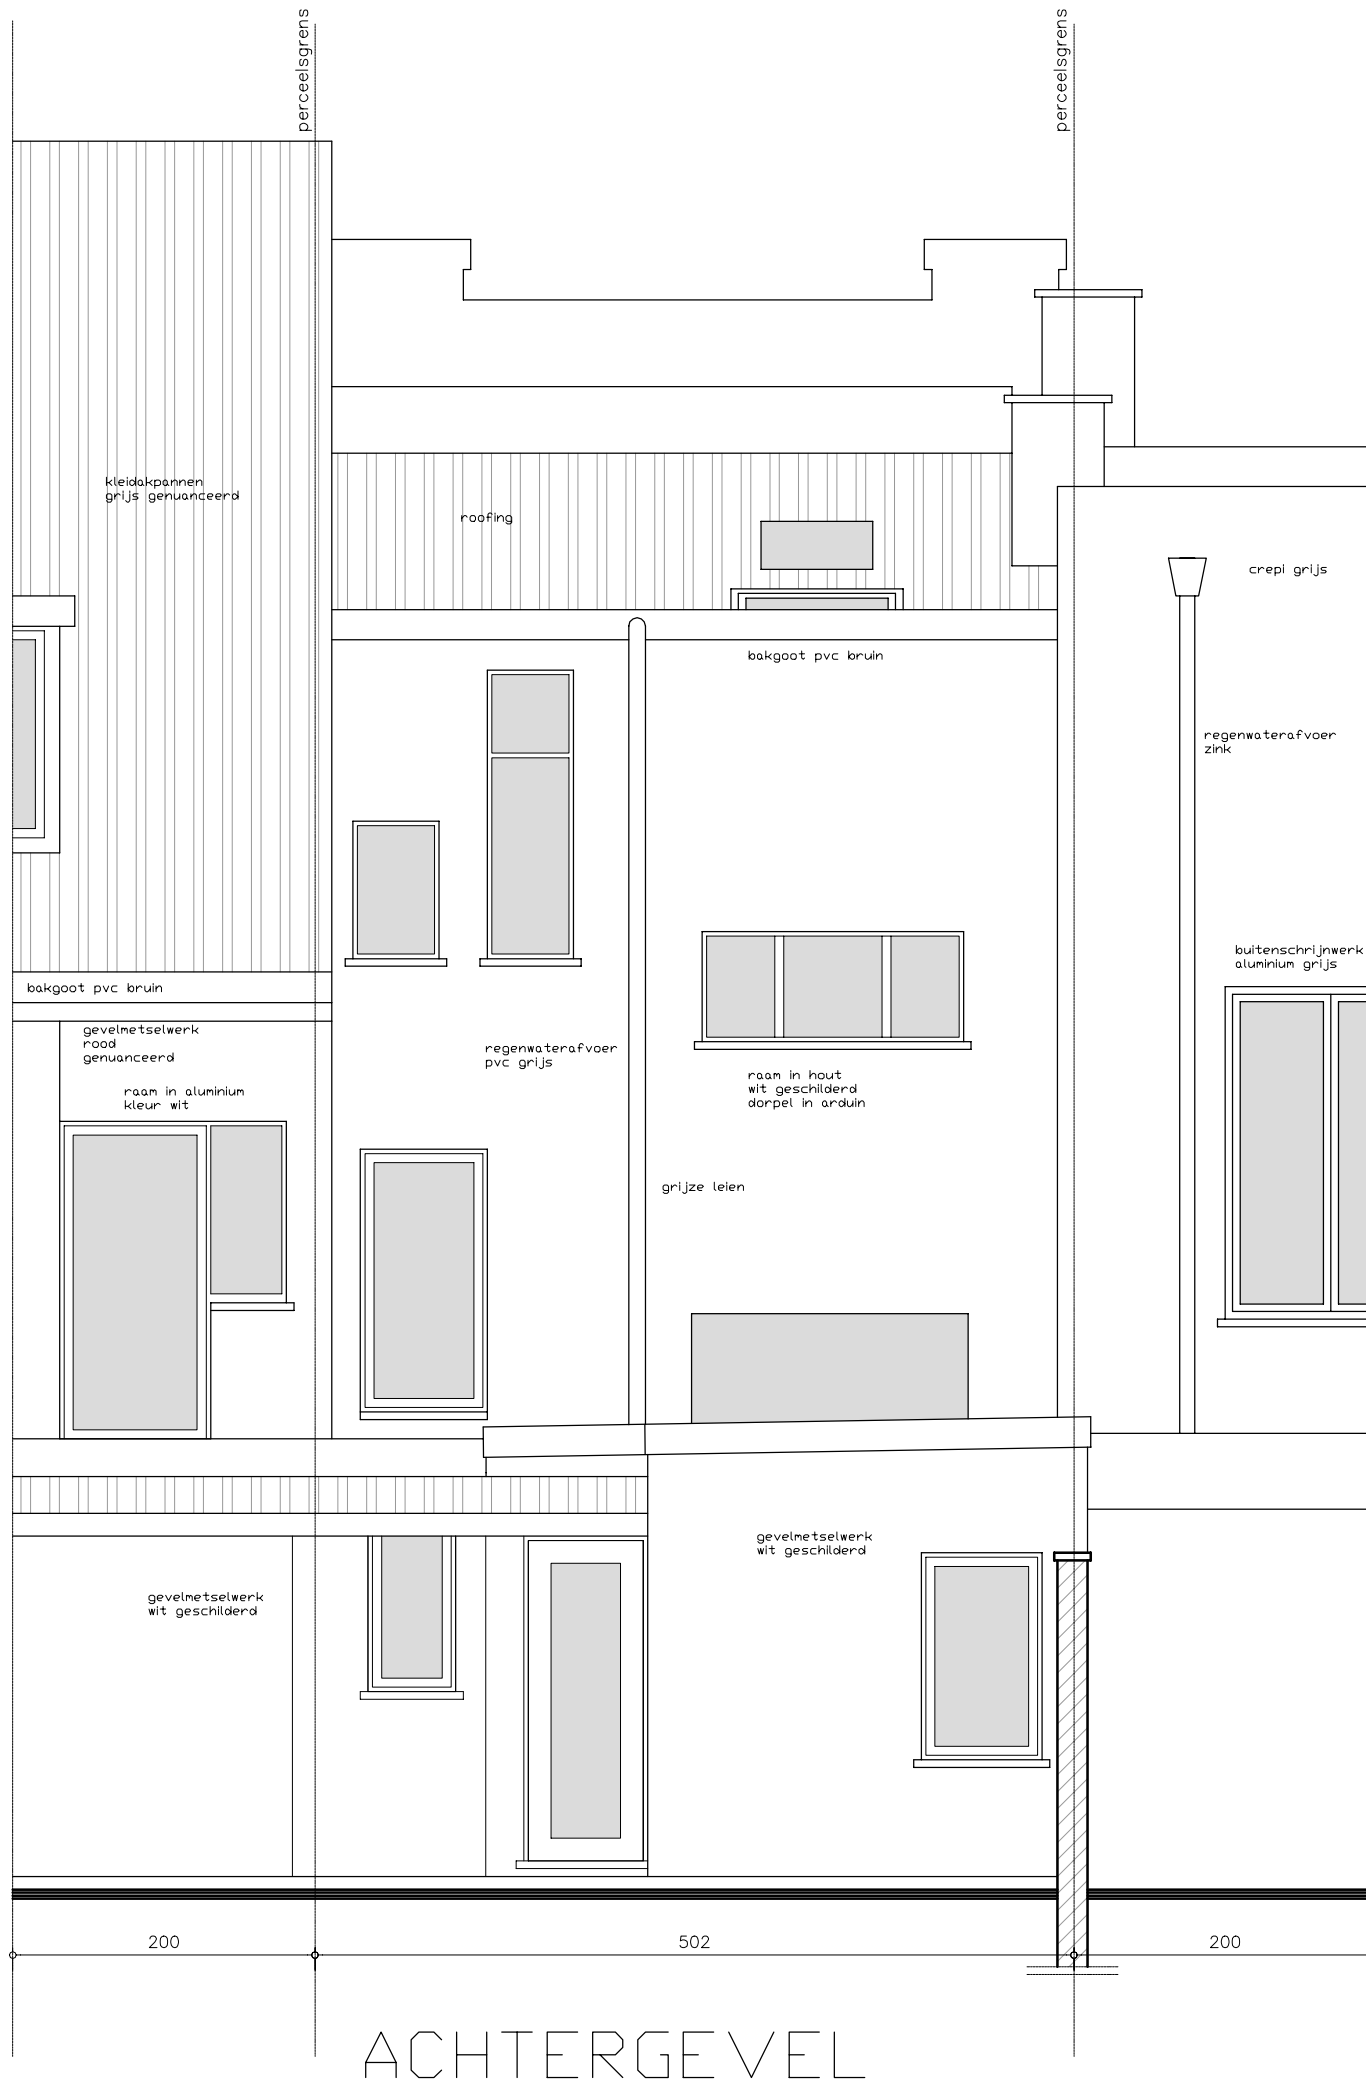 perceelsgrens
perceelsgrens
kleidakpannen
grijs genuanceerd
roofing
crepi grijs
bakgoot pvc bruin
regenwaterafvoer
zink
buitenschrijnwerk
aluminium grijs
bakgoot pvc bruin
gevelmetselwerk
rood
genuanceerd
regenwaterafvoer
pvc grijs
raam in aluminium
kleur wit
raam in hout
wit geschilderd
dorpel in arduin
grijze leien
gevelmetselwerk
wit geschilderd
gevelmetselwerk
wit geschilderd
200
502
200
ACHTERGEVEL